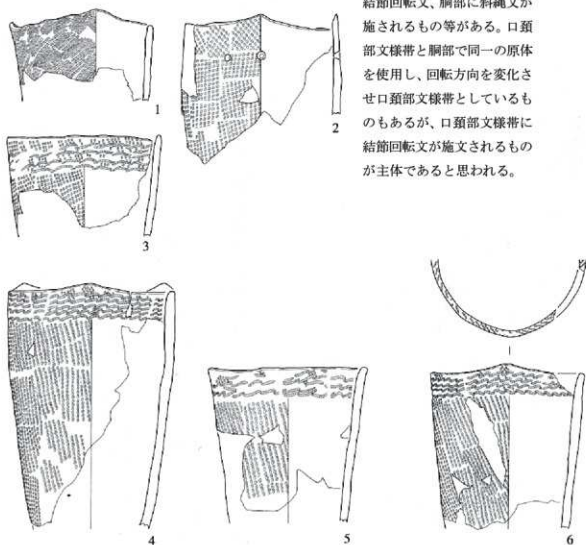 結節回転文、胴部に斜縄文が
施されるもの等がある。口頸
部文様帯と胴部で同一の原体
を使用し、回転方向を変化さ
せ口頸部文様帯としているも
のもあるが、口頸部文様帯に
結節回転文が施文されるもの
が主体であると思われる。
1
2
3
4
5
6